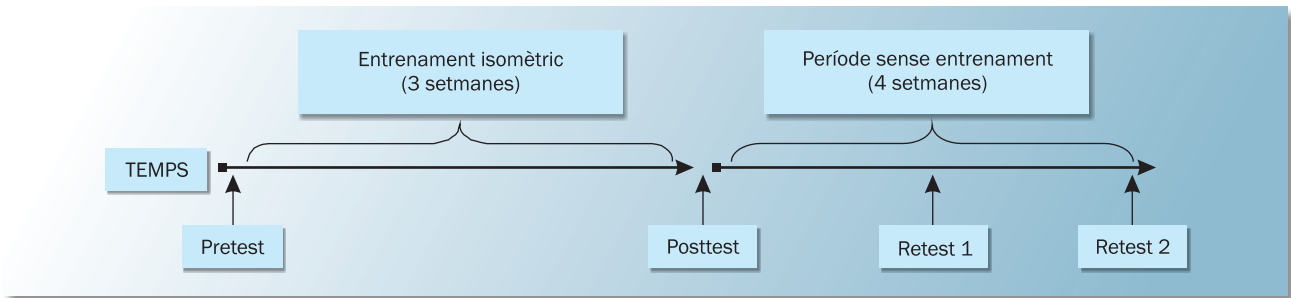 Entrenament isomètric
(3 setmanes)
Període sense entrenament
(4 setmanes)
TEMPS
Pretest
Posttest
Retest 1
Retest 2